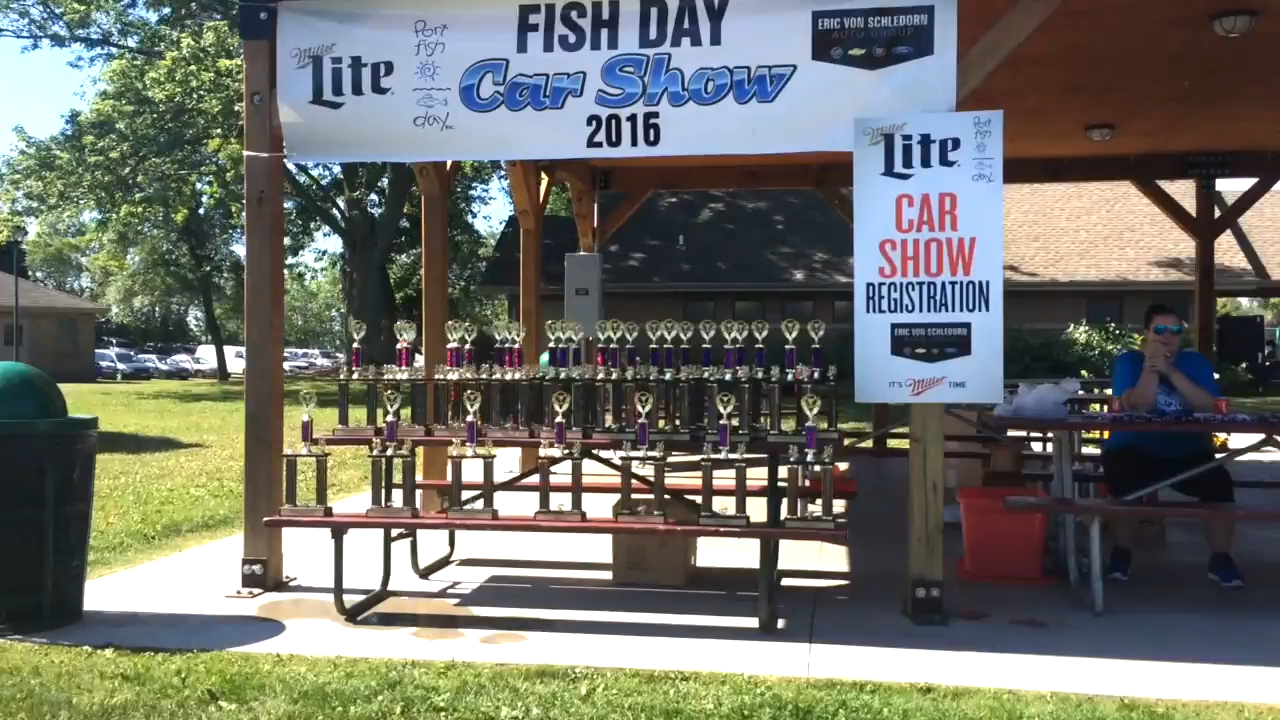 Miller
Lite
Port
fish
day inc
FISH DAY
Car Show
2016
ERIC VON SCHLEDORN
AUTO GROUP
Miller
Lite
Port
fish
day
CAR
SHOW
REGISTRATION
ERIC VON SCHLEDORN
IT'S Miller TIME